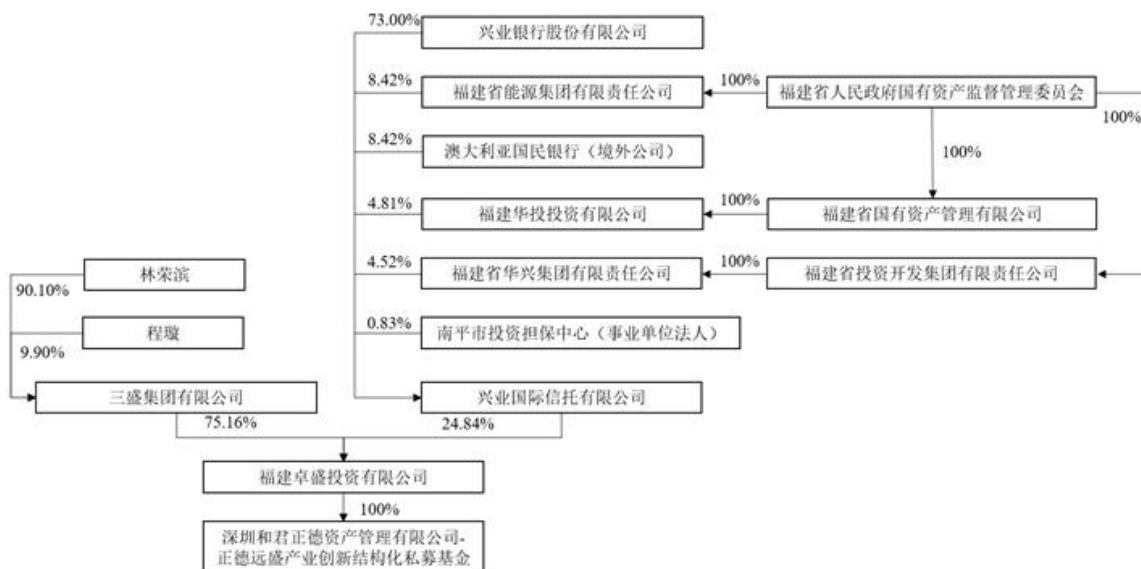 73.00%
兴业银行股份有限公司
8.42%
福建省能源集团有限责任公司
100%
福建省人民政府国有资产监督管理委员会
100%
8.42%
澳大利亚国民银行（境外公司）
100%
4.81%
福建华投投资有限公司
100%
福建省国有资产管理有限公司
林荣滨
4.52%
福建省华兴集团有限责任公司
100%
福建省投资开发集团有限责任公司
90.10%
程璇
0.83%
南平市投资担保中心（事业单位法人）
9.90%
三盛集团有限公司
兴业国际信托有限公司
75.16%
24.84%
福建卓盛投资有限公司
100%
深圳和君正德资产管理有限公司-
正德远盛产业创新结构化私募基金